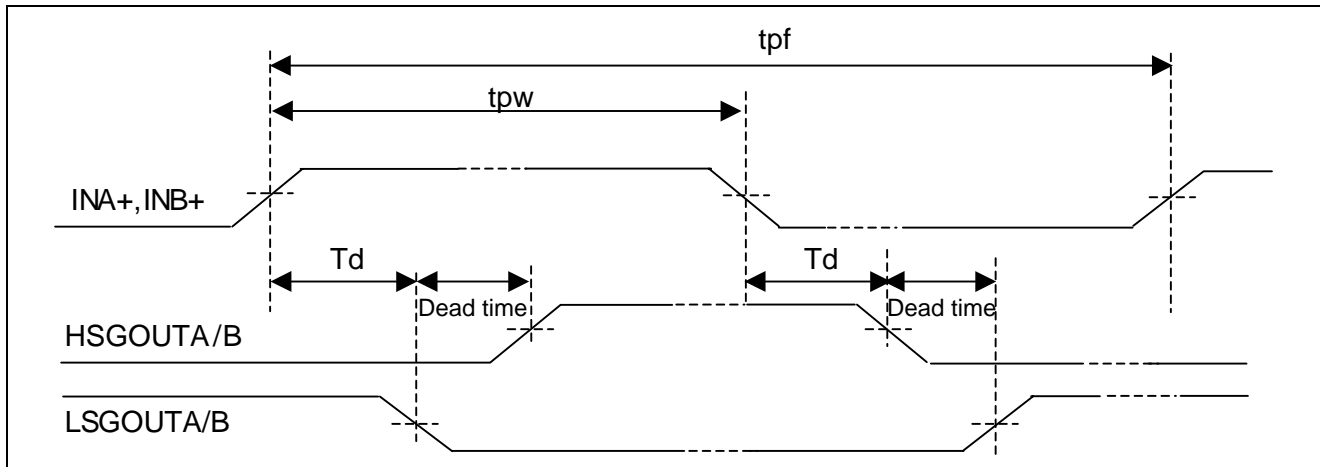 tpf
tpw
INA+,INB+
Td
Td
Dead time
Dead time
HSGOUTA/B
LSGOUTA/B